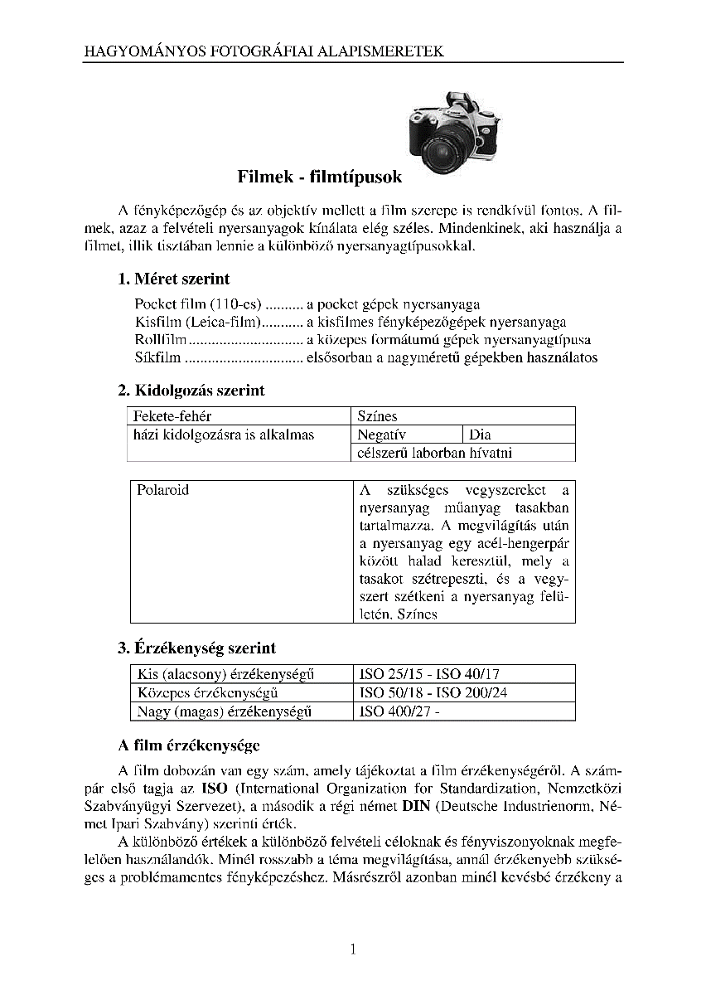 HAGYOMÁNYOS FOTOGRÁFIAI ALAPISMERETEK
Canon
Filmek - filmtípusok
A fényképezőgép és az objektív mellett a film szerepe is rendkívül fontos. A fil-
mek, azaz a felvételi nyersanyagok kínálata elég széles. Mindenkinek, aki használja a
filmet, illik tisztában lennie a különböző nyersanyagtípusokkal.
1. Méret szerint
Pocket film (110-es) .......... a pocket gépek nyersanyaga
Kisfilm (Leica-film)........... a kisfilmes fényképezőgépek nyersanyaga
Rollfilm.............................. a közepes formátumú gépek nyersanyagtípusa
Síkfilm ............................... elsősorban a nagyméretű gépekben használatos
2. Kidolgozás szerint
Fekete-fehér Színes
házi kidolgozásra is alkalmas Negatív Dia
célszerű laborban hívatni
Polaroid A szükséges vegyszereket a
nyersanyag műanyag tasakban
tartalmazza. A megvilágítás után
a nyersanyag egy acél-hengerpár
között halad keresztül, mely a
tasakot szétrepeszti, és a vegy-
szert szétkeni a nyersanyag felü-
letén. Színes
3. Érzékenység szerint
Kis (alacsony) érzékenységű ISO 25/15 - ISO 40/17
Közepes érzékenységű ISO 50/18 - ISO 200/24
Nagy (magas) érzékenységű ISO 400/27 -
A film érzékenysége
A film dobozán van egy szám, amely tájékoztat a film érzékenységéről. A szám-
pár első tagja az ISO (International Organization for Standardization, Nemzetközi
Szabványügyi Szervezet), a második a régi német DIN (Deutsche Industrienorm, Né-
met Ipari Szabvány) szerinti érték.
A különböző értékek a különböző felvételi céloknak és fényviszonyoknak megfe-
lelően használandók. Minél rosszabb a téma megvilágítása, annál érzékenyebb szüksé-
ges a problémamentes fényképezéshez. Másrészről azonban minél kevésbé érzékeny a
1